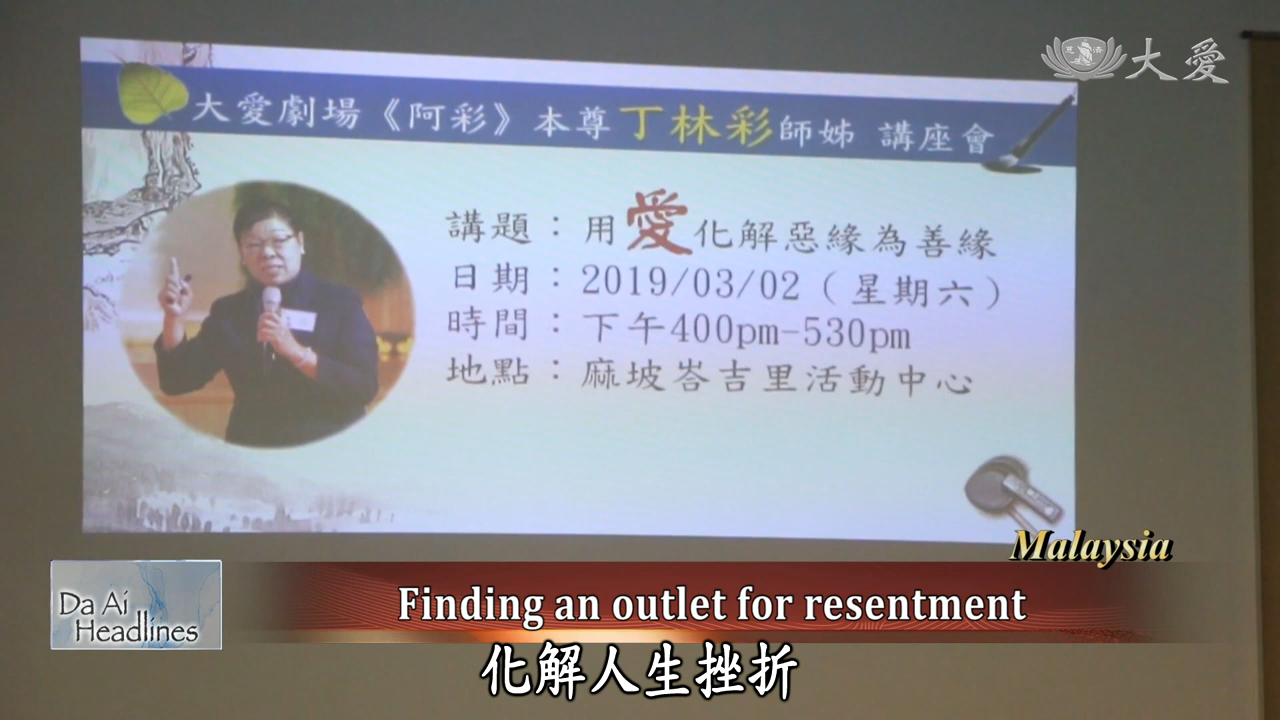 大愛
大愛劇場《阿彩》本尊丁林彩師姊 講座會
講題：用愛化解惡緣為善緣
日期：2019/03/02（星期六）
時間：下午400pm-530pm
地點：麻坡峇吉里活動中心
Malaysia
Da Ai
Headlines
Finding an outlet for resentment
化解人生挫折